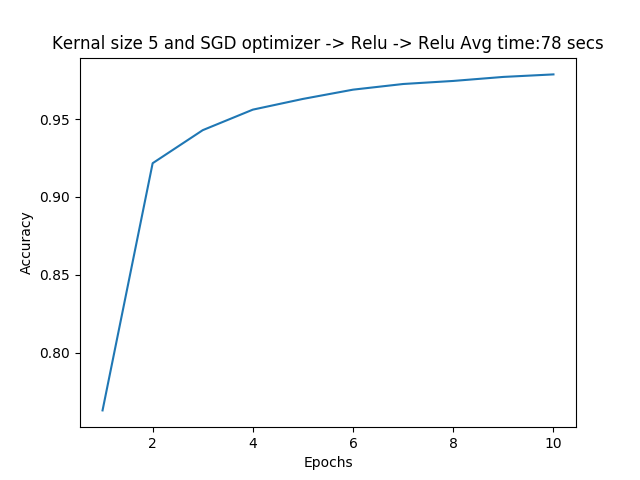 Kernal size 5 and SGD optimizer -> Relu -> Relu Avg time:78 secs
0.95
0.90
0.85
0.80
Accuracy
2 4 6 8 10
Epochs